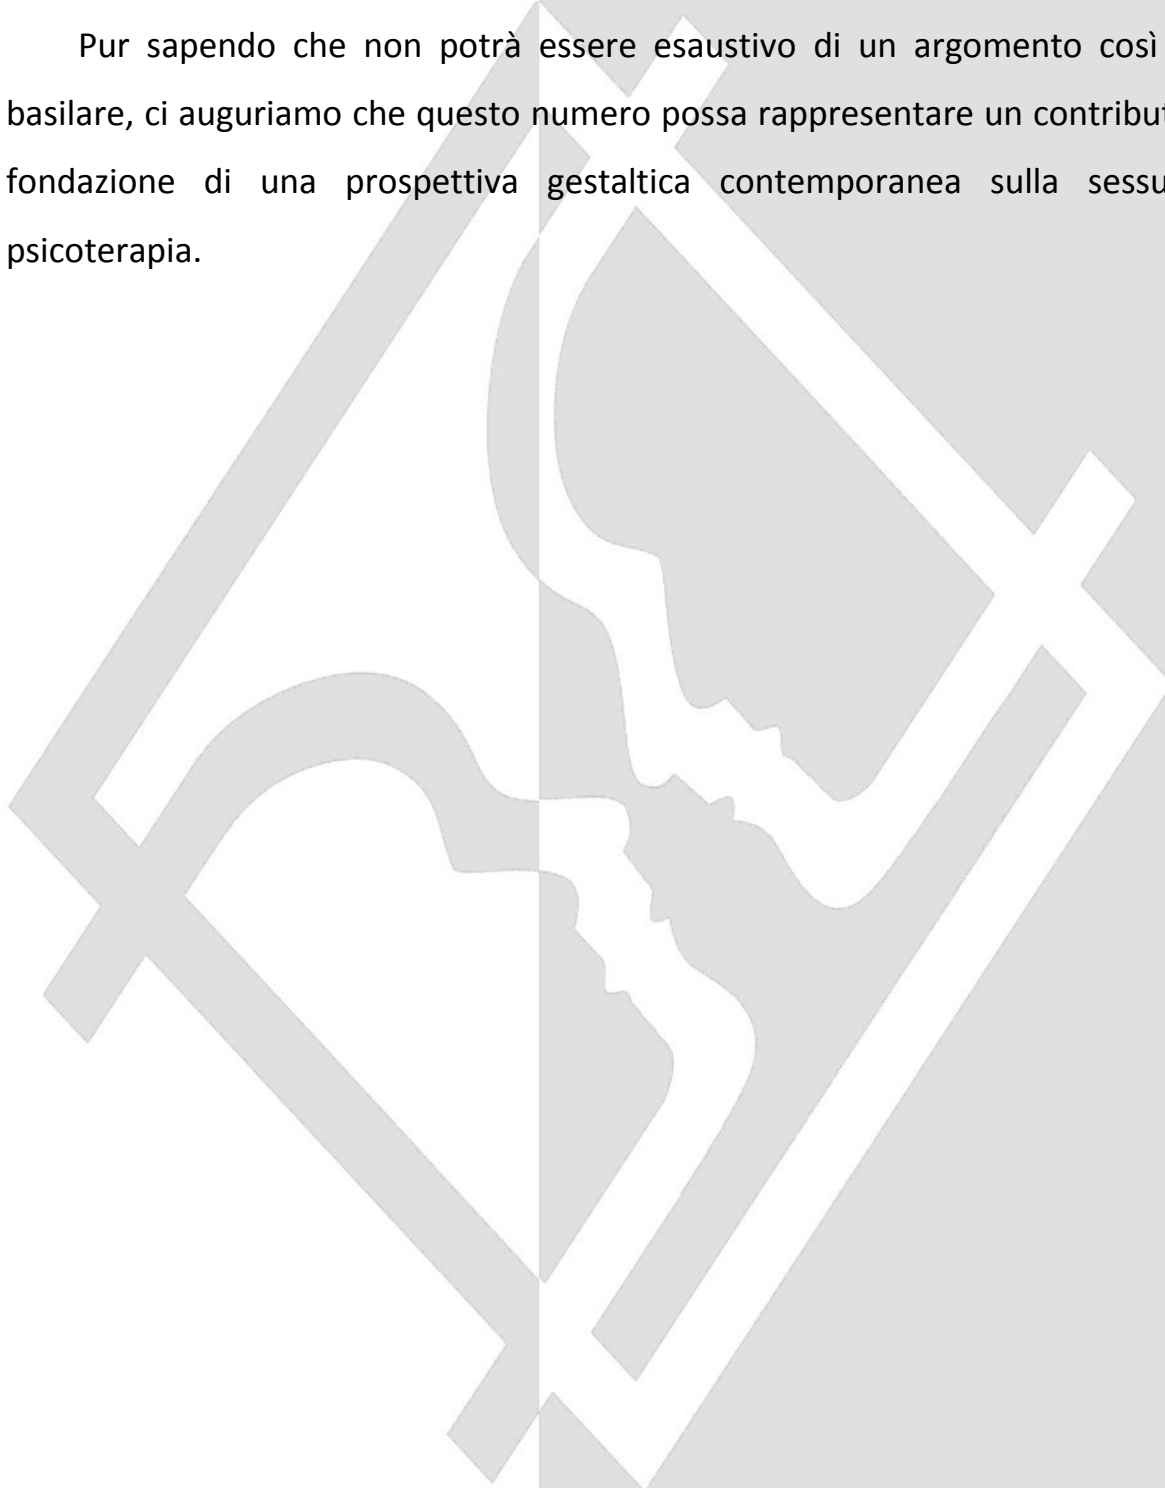 Pur sapendo che non potrà essere esaustivo di un argomento così
basilare, ci auguriamo che questo numero possa rappresentare un contribut
fondazione di una prospettiva gestaltica contemporanea sulla sessu
psicoterapia.